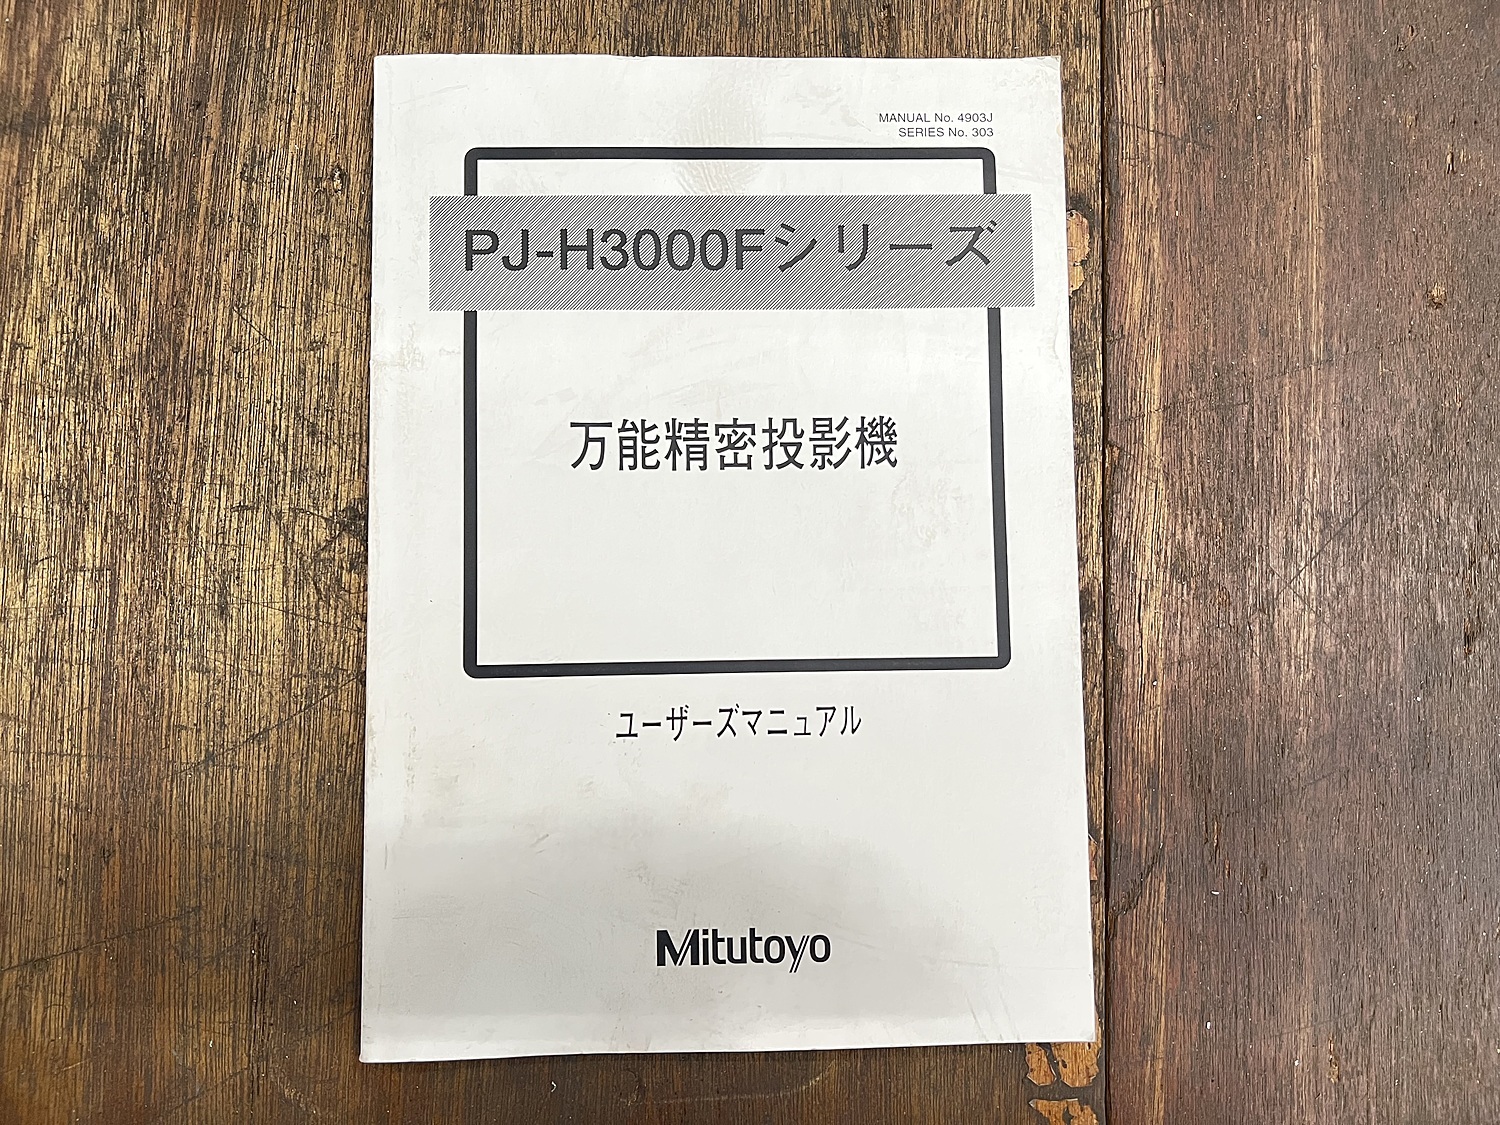 MANUAL No. 4903J
SERIES No. 303
PJ-H3000Fシリーズ
万能精密投影機
ユーザーズマニュアル
Mitutoyo